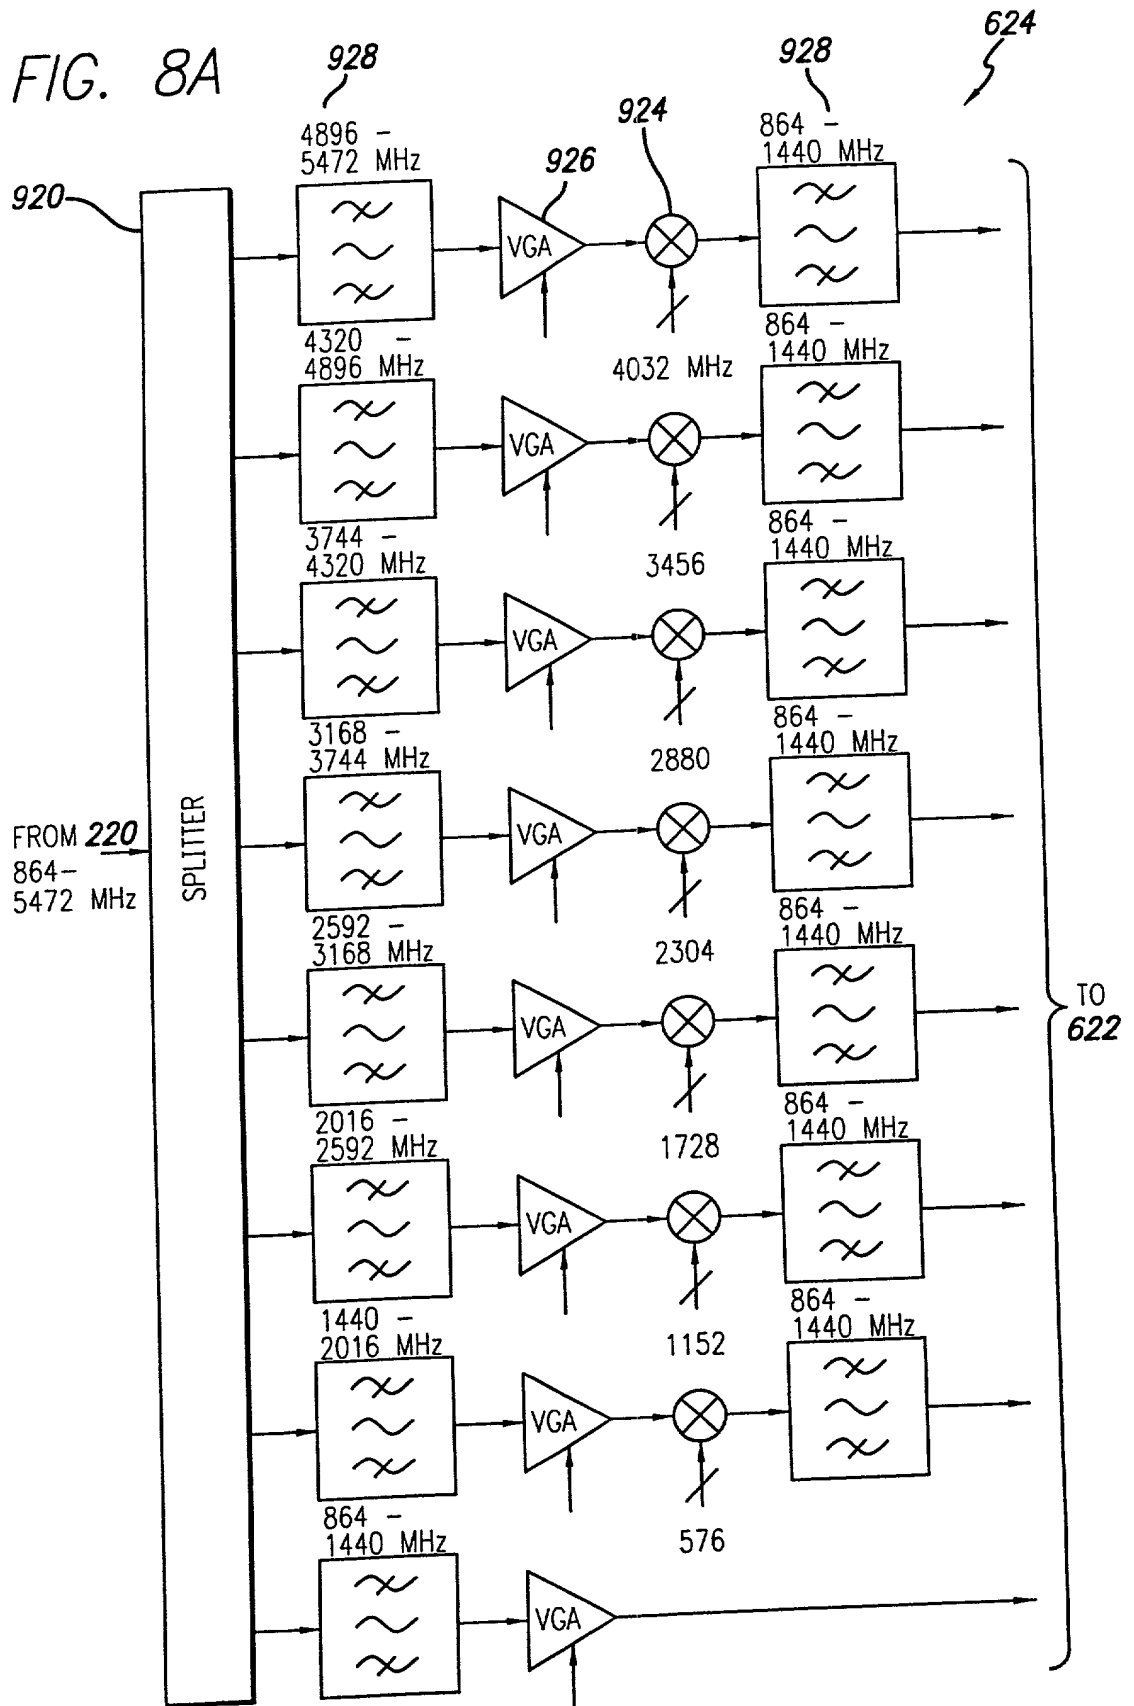 FIG. 8A
928
928
624
924
926
920
4896 -
5472 MHz
VGA
864 -
1440 MHz
4032 MHz
4320 -
4896 MHz
VGA
864 -
1440 MHz
3456
3744 -
4320 MHz
VGA
864 -
1440 MHz
2880
3168 -
3744 MHz
VGA
864 -
1440 MHz
2304
FROM 220
864-
5472 MHz
SPLITTER
2592 -
3168 MHz
VGA
864 -
1440 MHz
1728
TO
622
2016 -
2592 MHz
VGA
864 -
1440 MHz
1152
1440 -
2016 MHz
VGA
864 -
1440 MHz
576
864 -
1440 MHz
VGA